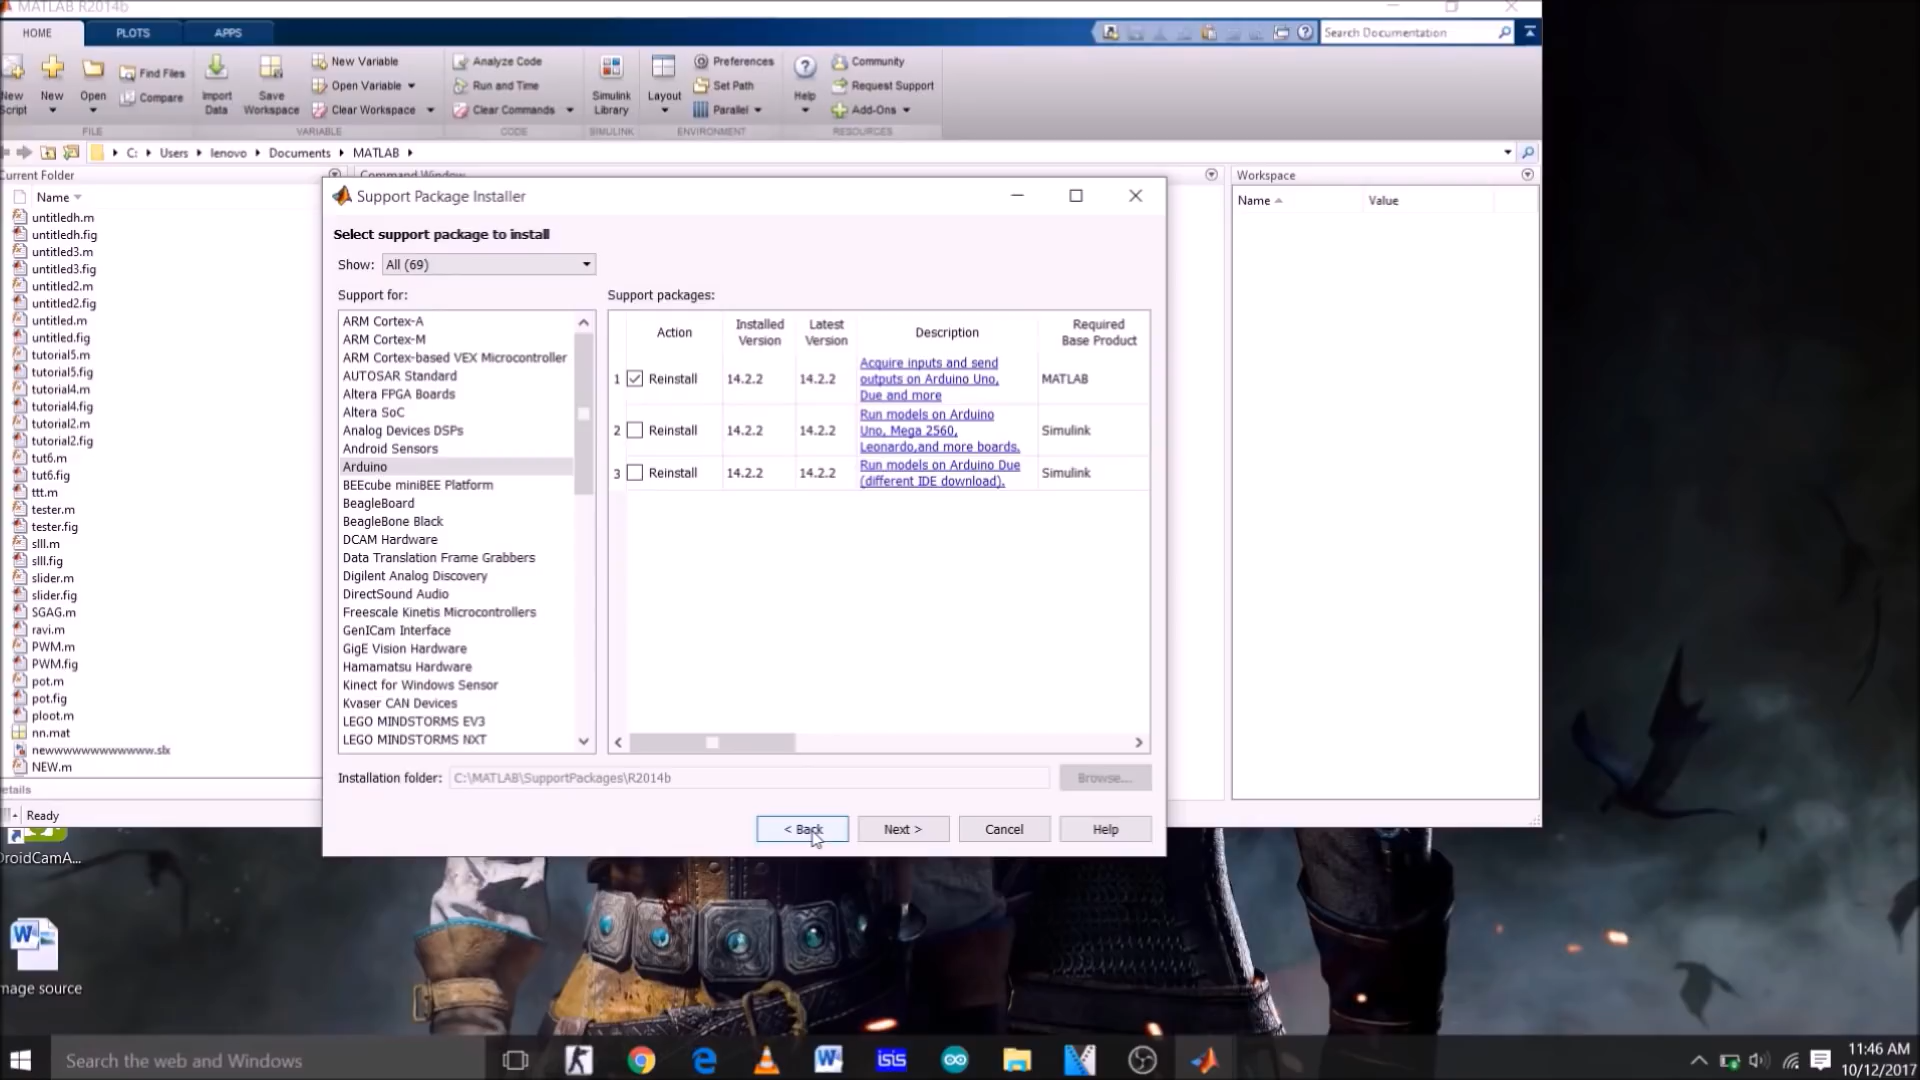 MATLAB R2014b
HOME PLOTS APPS
Search Documentation
New Script
New
Open
Find Files
Compare
Import Data
Save Workspace
New Variable
Open Variable
Clear Workspace
Analyze Code
Run and Time
Clear Commands
Simulink Library
Layout
Preferences
Set Path
Parallel
Help
Community
Request Support
Add-Ons
FILE VARIABLE CODE SIMULINK ENVIRONMENT RESOURCES
C: Users lenovo Documents MATLAB
Current Folder
Command Window
Workspace
Name
Name Value
untitledh.m
untitledh.fig
untitled3.m
untitled3.fig
untitled2.m
untitled2.fig
untitled.m
untitled.fig
tutorial5.m
tutorial5.fig
tutorial4.m
tutorial4.fig
tutorial2.m
tutorial2.fig
tut6.m
tut6.fig
ttt.m
tester.m
tester.fig
slll.m
slll.fig
slider.m
slider.fig
SGAG.m
ravi.m
PWM.m
PWM.fig
pot.m
pot.fig
ploot.m
nn.mat
NEW.m
etails
Ready
Support Package Installer
Select support package to install
Show: All (69)
Support for:
ARM Cortex-A
ARM Cortex-M
ARM Cortex-based VEX Microcontroller
AUTOSAR Standard
Altera FPGA Boards
Altera SoC
Analog Devices DSPs
Android Sensors
Arduino
BEEcube miniBEE Platform
BeagleBoard
BeagleBone Black
DCAM Hardware
Data Translation Frame Grabbers
Digilent Analog Discovery
DirectSound Audio
Freescale Kinetis Microcontrollers
GenICam Interface
GigE Vision Hardware
Hamamatsu Hardware
Kinect for Windows Sensor
Kvaser CAN Devices
LEGO MINDSTORMS EV3
LEGO MINDSTORMS NXT
Support packages:
Action Installed Version Latest Version Description Required Base Product
1 Reinstall 14.2.2 14.2.2 Acquire inputs and send outputs on Arduino Uno, Due and more MATLAB
2 Reinstall 14.2.2 14.2.2 Run models on Arduino Uno, Mega 2560, Leonardo,and more boards. Simulink
3 Reinstall 14.2.2 14.2.2 Run models on Arduino Due (different IDE download). Simulink
Installation folder: C:\MATLAB\SupportPackages\R2014b Browse...
< Back Next > Cancel Help
DroidCamA...
mage source
Search the web and Windows
isis
11:46 AM
10/12/2017